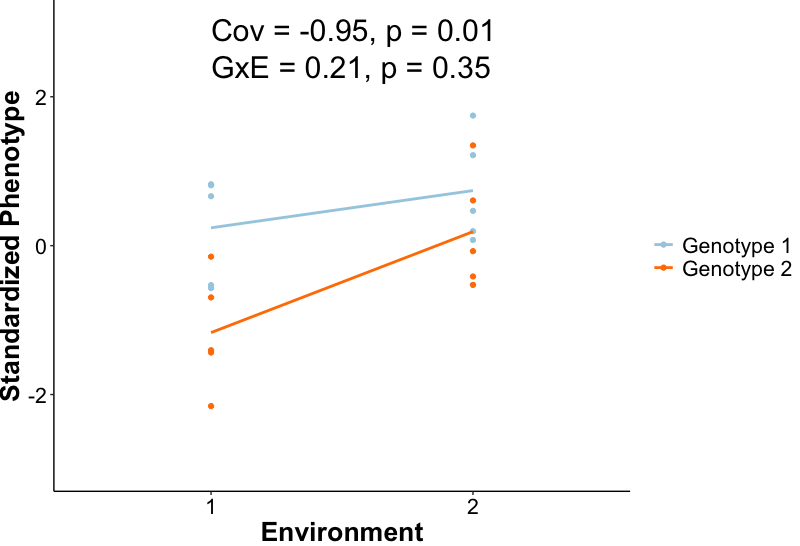 Cov = -0.95, p = 0.01
GxE = 0.21, p = 0.35
Standardized Phenotype
2
0
-2
1
2
Environment
Genotype 1
Genotype 2